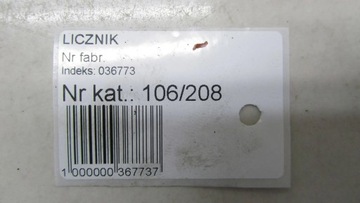 LICZNIK
Nr fabr.
Indeks: 036773
Nr kat.: 106/208
1 000000 367737